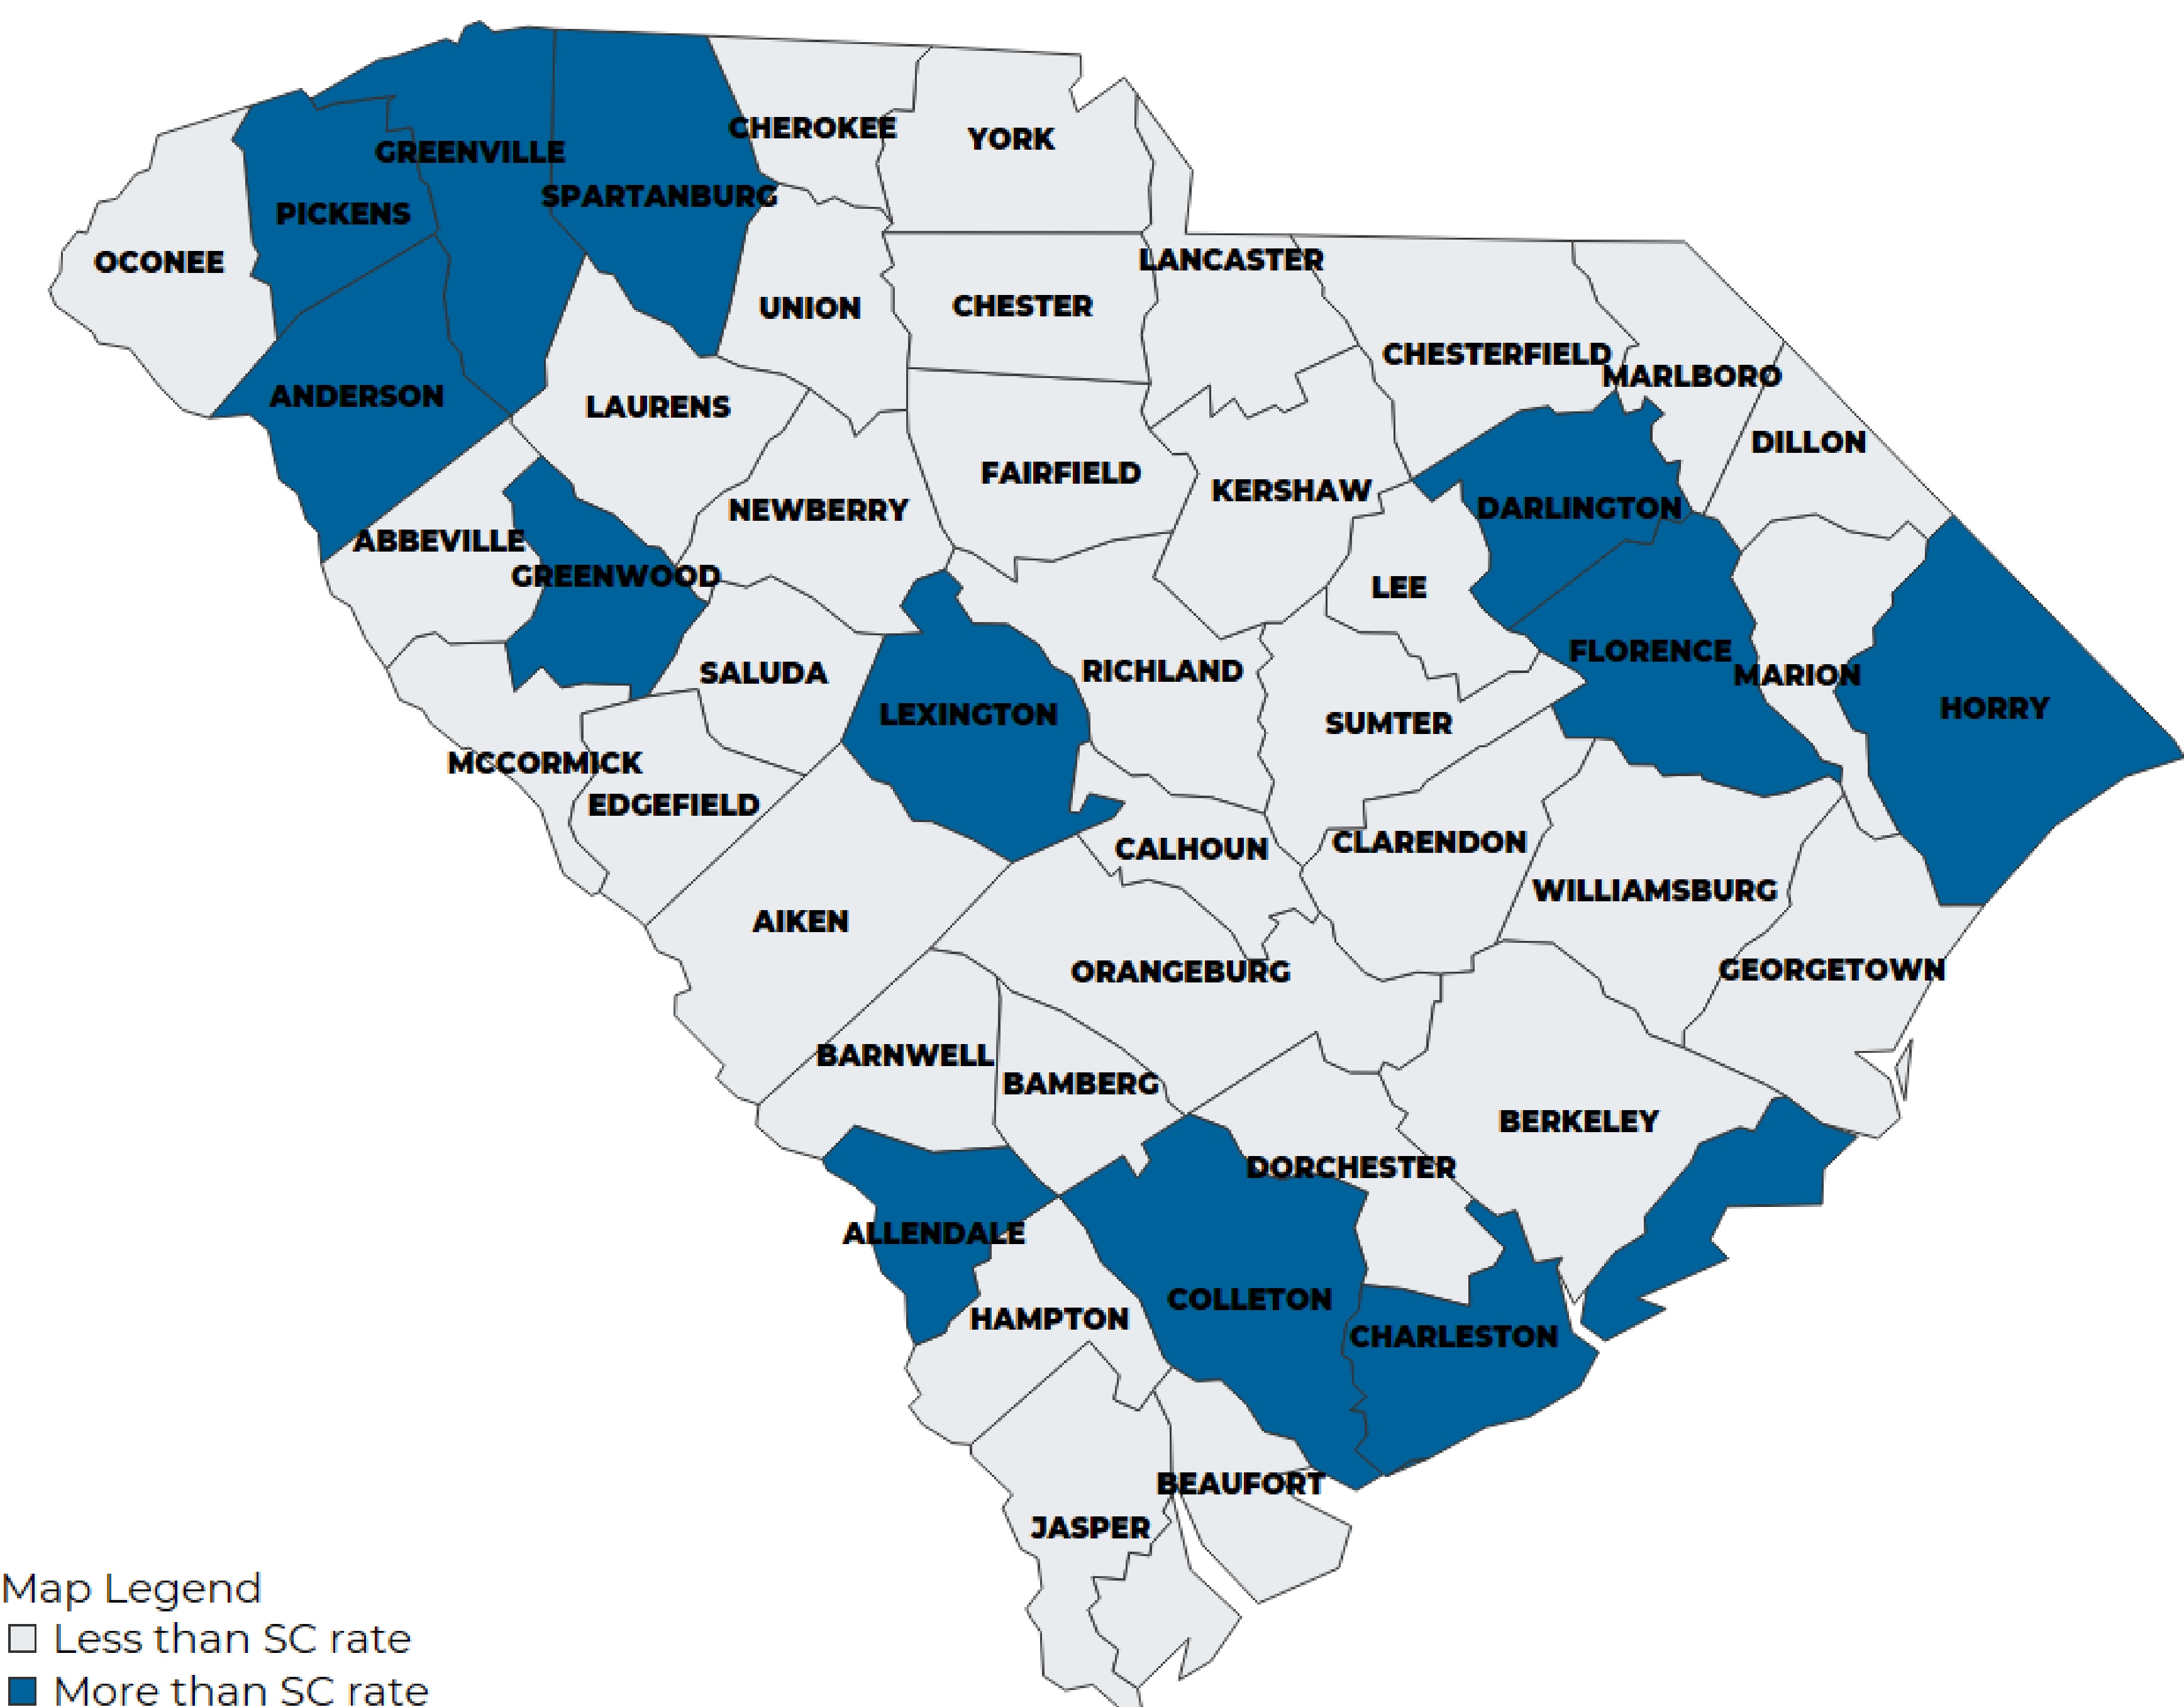 CHEROKEE
YORK
GREENVILLE
SPARTANBURG
PICKENS
OCONEE
LANCASTER
UNION
CHESTER
CHESTERFIELD
MARLBORO
ANDERSON
LAURENS
DILLON
FAIRFIELD
KERSHAW
NEWBERRY
DARLINGTON
ABBEVILLE
GREENWOOD
LEE
FLORENCE
SALUDA
RICHLAND
MARION
LEXINGTON
SUMTER
HORRY
MCCORMICK
EDGEFIELD
CALHOUN
CLARENDON
WILLIAMSBURG
AIKEN
ORANGEBURG
GEORGETOWN
BARNWELL
BAMBERG
BERKELEY
DORCHESTER
ALLENDALE
COLLETON
HAMPTON
CHARLESTON
BEAUFORT
JASPER
Map Legend
Less than SC rate
More than SC rate